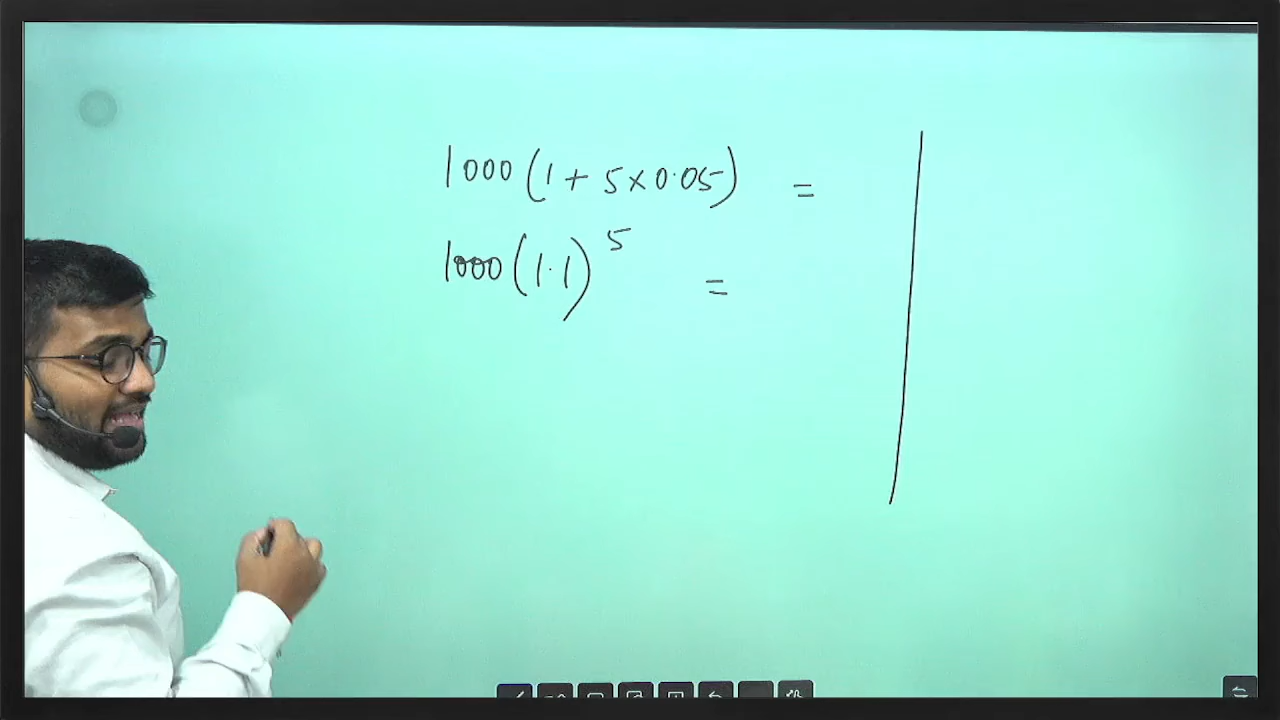 1000 (1 + 5 × 0.05) =
1000 (1.1)^5 =